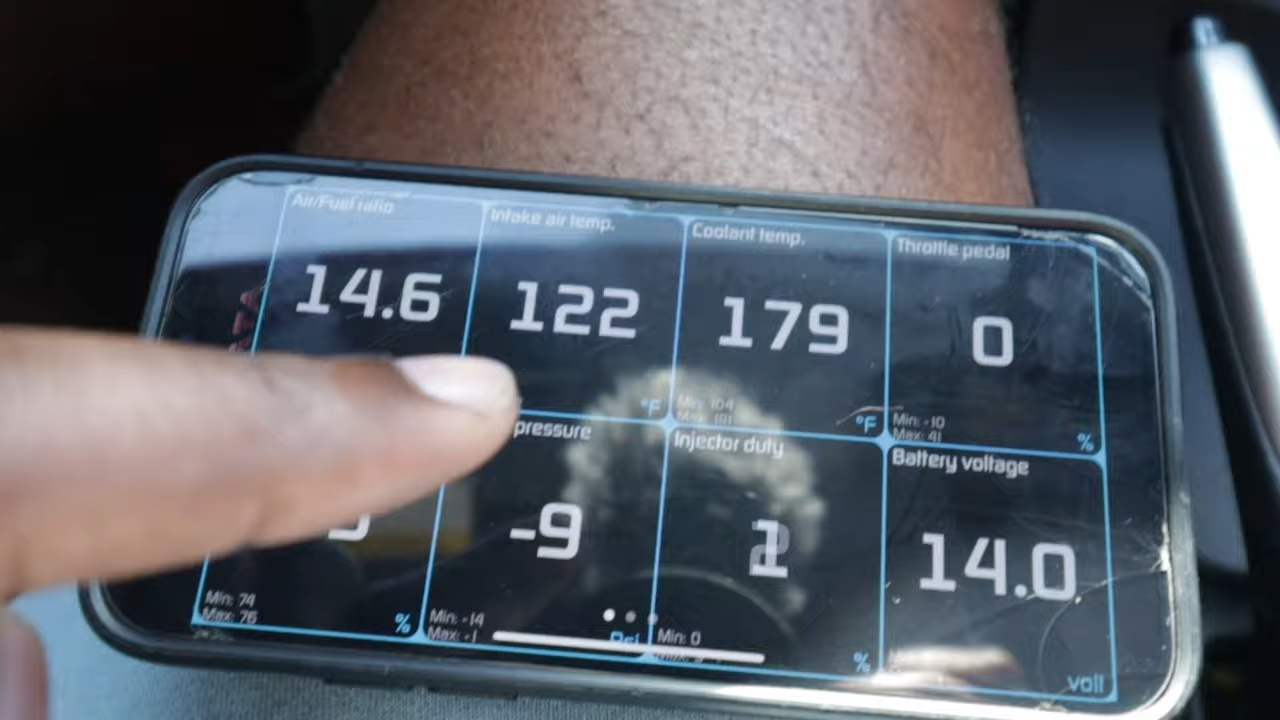 Air/Fuel ratio
Intake air temp.
Coolant temp.
Throttle pedal
14.6
122
179
0
°F
Min: 104
°F
Min: -10
Max: 41
%
pressure
Injector duty
Battery voltage
-9
14.0
Min: 74
Max: 76
%
Min: -14
Max: -1
Psi
Min: 0
%
volt